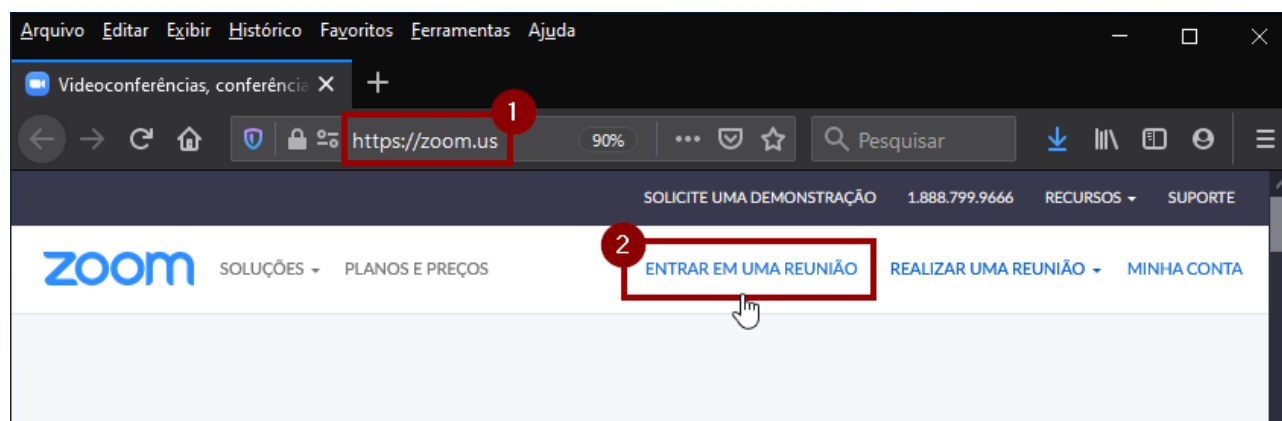 Arquivo Editar Exibir Histórico Favoritos Ferramentas Ajuda
Videoconferências, conferência
1
https://zoom.us 90% Pesquisar
SOLICITE UMA DEMONSTRAÇÃO 1.888.799.9666 RECURSOS SUPORTE
2
zoom SOLUÇÕES PLANOS E PREÇOS ENTRAR EM UMA REUNIÃO REALIZAR UMA REUNIÃO MINHA CONTA